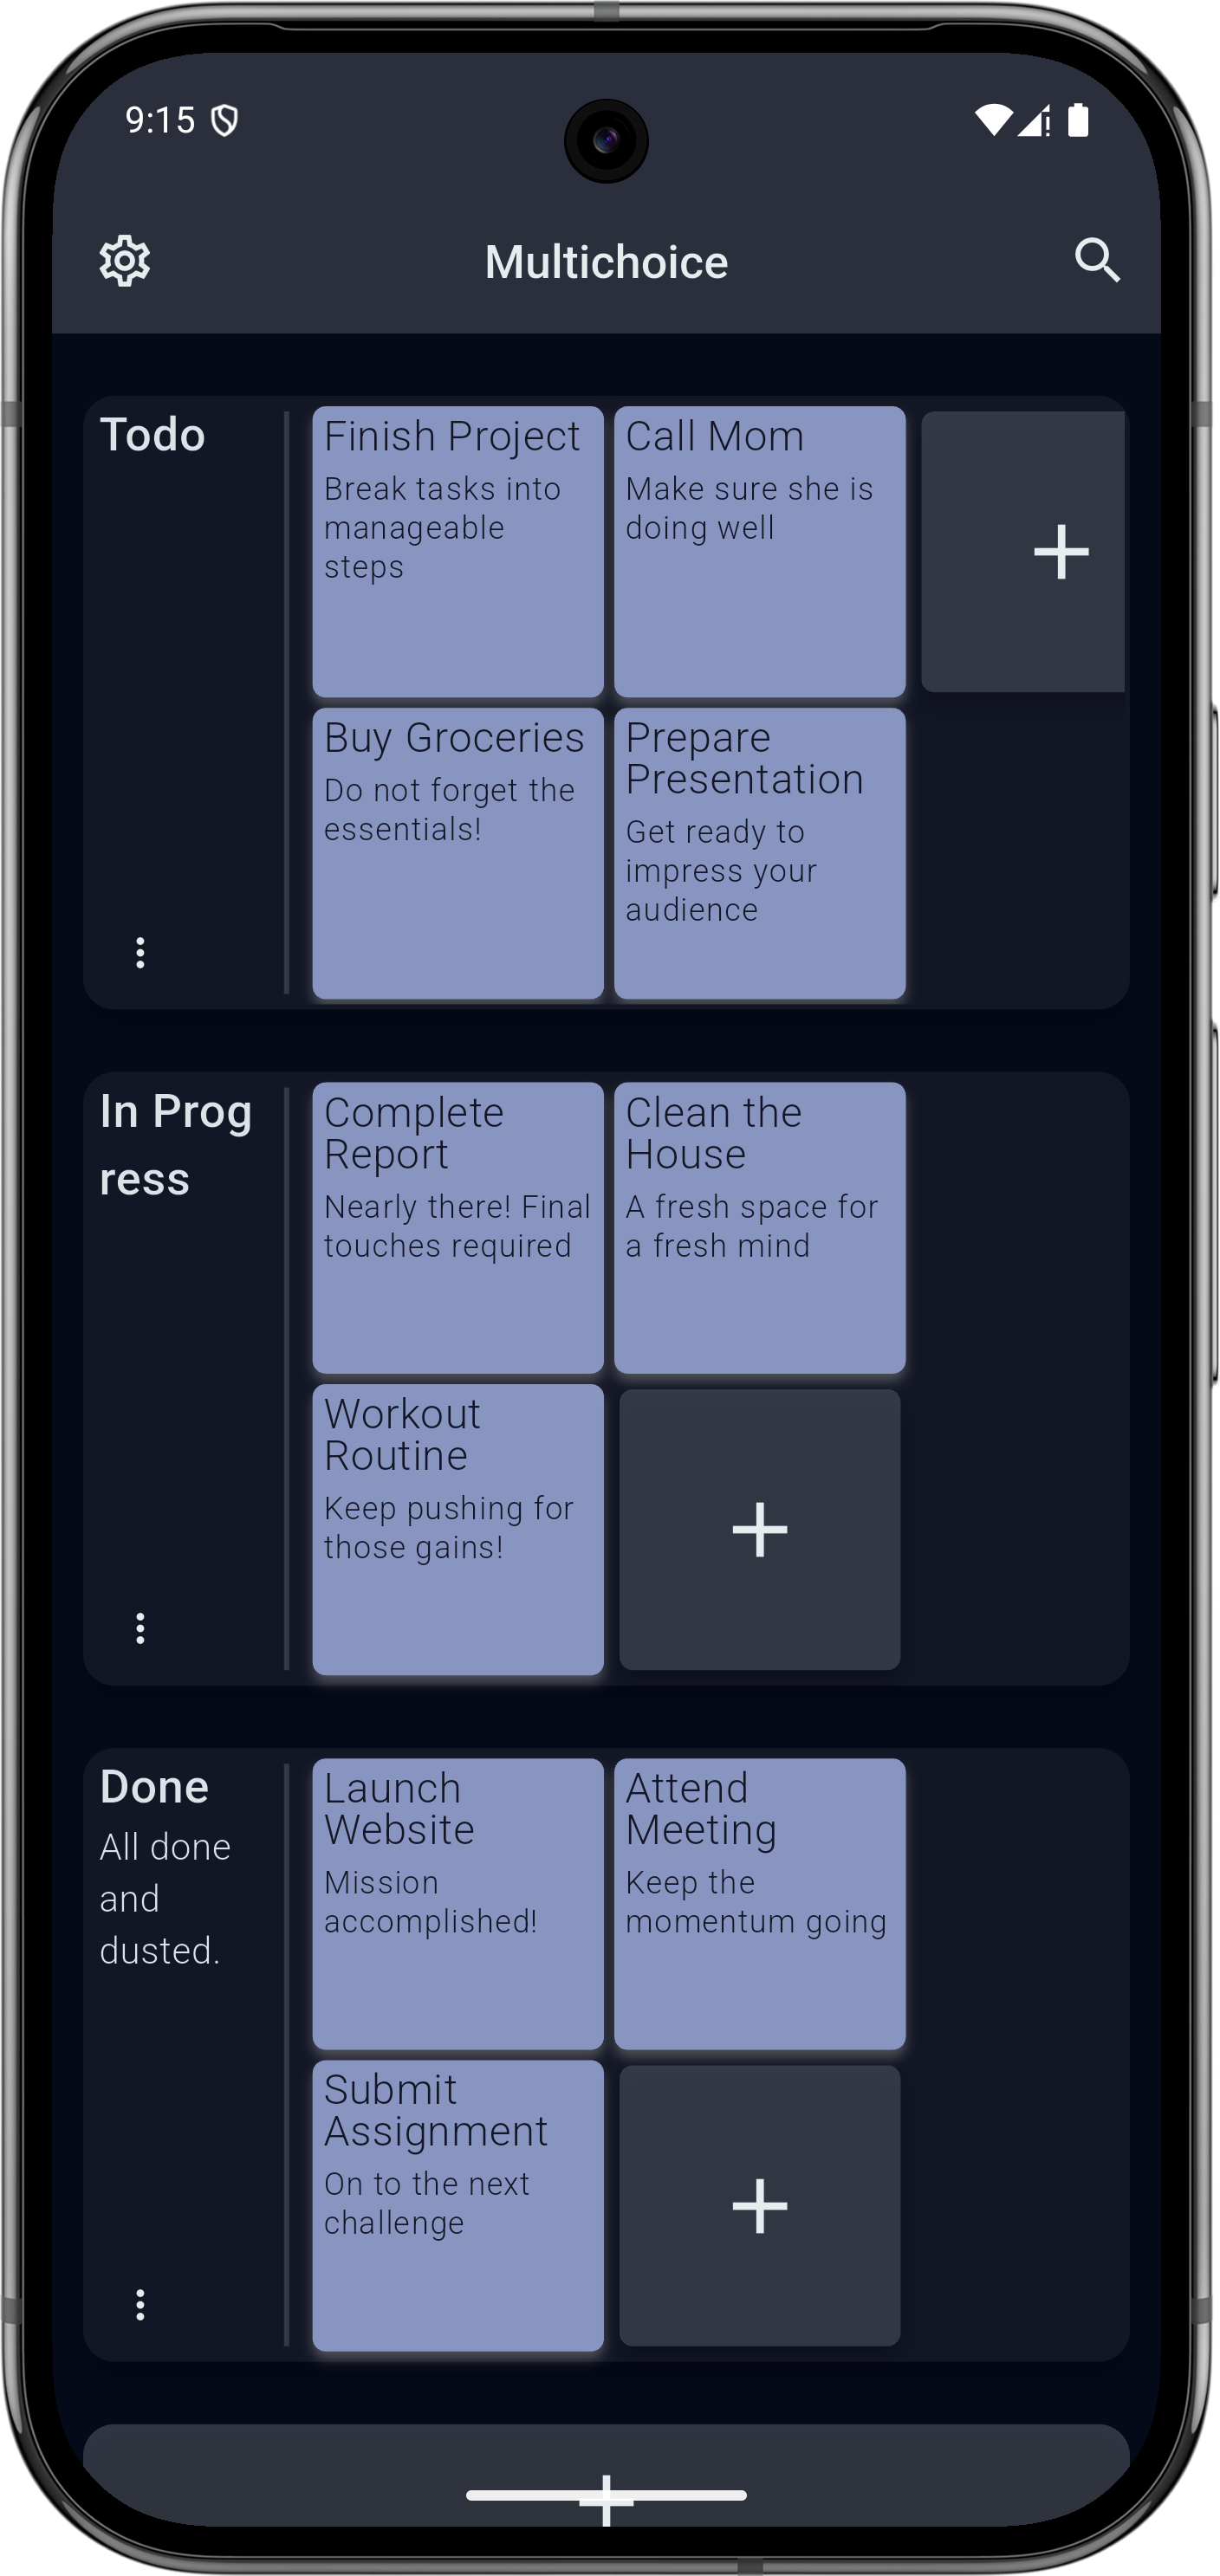 9:15
Multichoice
Todo
Finish Project
Break tasks into
manageable
steps
Call Mom
Make sure she is
doing well
Buy Groceries
Do not forget the
essentials!
Prepare
Presentation
Get ready to
impress your
audience
In Prog
ress
Complete
Report
Nearly there! Final
touches required
Clean the
House
A fresh space for
a fresh mind
Workout
Routine
Keep pushing for
those gains!
Done
All done
and
dusted.
Launch
Website
Mission
accomplished!
Attend
Meeting
Keep the
momentum going
Submit
Assignment
On to the next
challenge